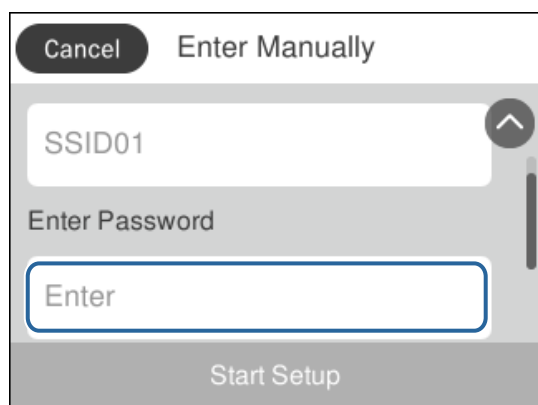 Cancel Enter Manually
SSID01
Enter Password
Enter
Start Setup